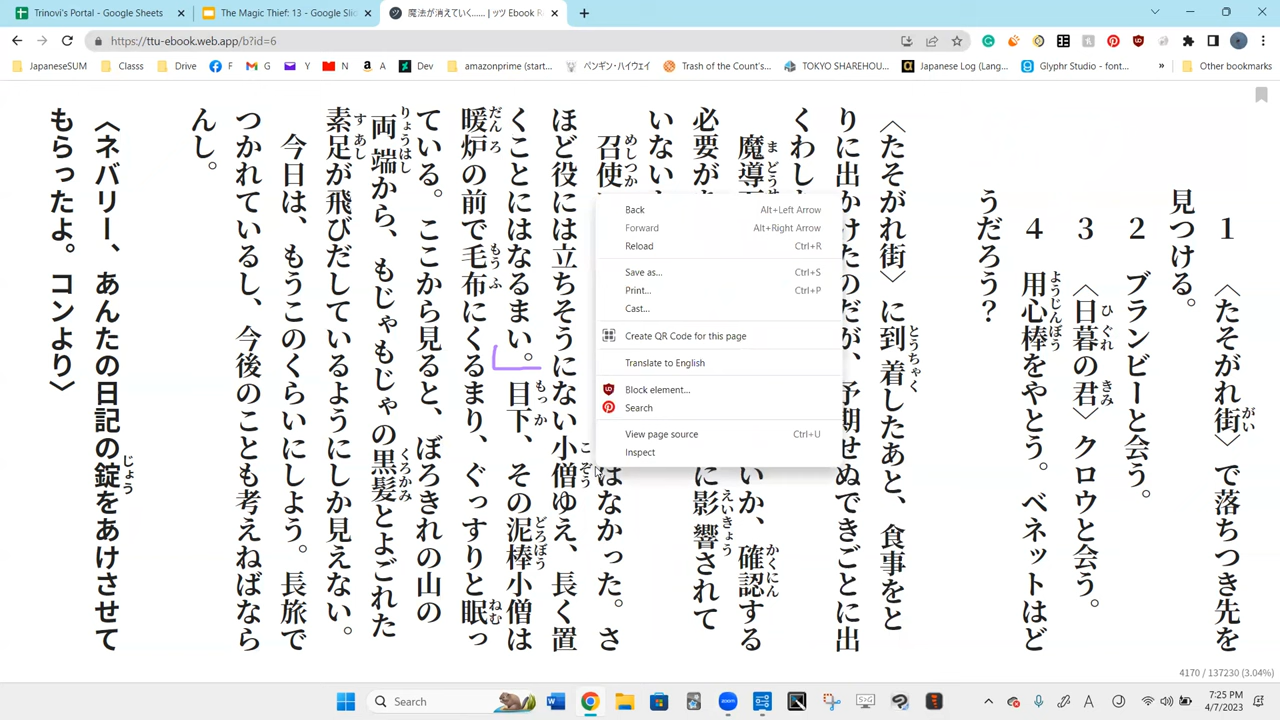 Trinovi's Portal - Google Sheets
The Magic Thief: 13 - Google Slid
魔法が消えていく...... | ッツ Ebook R
https://ttu-ebook.web.app/b?id=6
JapaneseSUM
Classs
Drive
F
G
Y
N
A
Dev
amazonprime (start...
ペンギン・ハイウェイ
Trash of the Count's...
TOKYO SHAREHOU...
Japanese Log (Lang...
Glyphr Studio - font...
Other bookmarks
1 〈たそがれ街〉で落ちつき先を
見つける。
2 ブランビーと会う。
3 〈日暮の君〉クロウと会う。
4 用心棒をやとう。ベネットはど
うだろう?
〈たそがれ街〉に到着したあと、食事をと
りに出かけたのだが、予期せぬできごとに出
くわし
魔導 いか、確認する
必要が に影響されて
いない
召使 はなかった。さ
ほど役には立ちそうにない小僧ゆえ、長く置
くことにはなるまい。目下、その泥棒小僧は
暖炉の前で毛布にくるまり、ぐっすりと眠っ
ている。ここから見ると、ぼろきれの山の
両端から、もじゃもじゃの黒髪とよごれた
素足が飛びだしているようにしか見えない。
今日は、もうこのくらいにしよう。長旅で
つかれているし、今後のことも考えねばなら
んし。
〈ネバリー、あんたの日記の錠をあけさせて
もらったよ。コンより〉
Back Alt+Left Arrow
Forward Alt+Right Arrow
Reload Ctrl+R
Save as... Ctrl+S
Print... Ctrl+P
Cast...
Create QR Code for this page
Translate to English
Block element...
Search
View page source Ctrl+U
Inspect
4170 / 137230 (3.04%)
Search
7:25 PM
4/7/2023